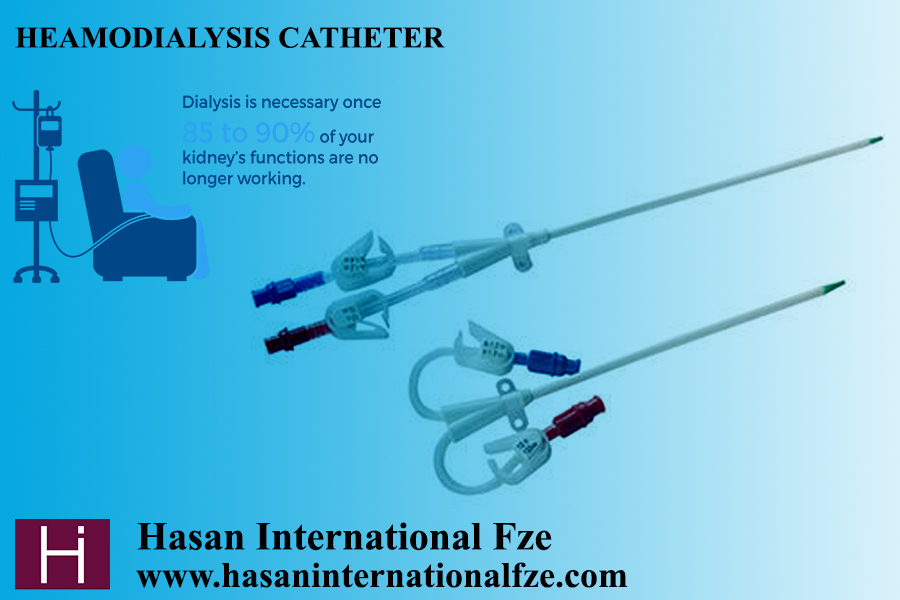 HEAMODIALYSIS CATHETER
Dialysis is necessary once
85 to 90% of your
kidney's functions are no
longer working.
Hi
Hasan International Fze
www.hasaninternationalfze.com